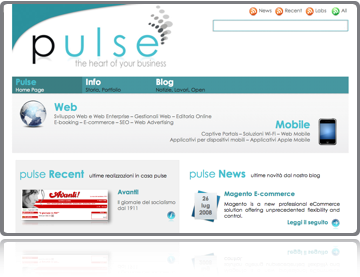 News Recent Labs All
pulse
the heart of your business
Pulse Info Blog
Home Page Storia, Portfolio Notizie, Lavori, Open
Web
Sviluppo Web e Web Enterprise – Gestionali Web – Editoria Online
E-booking – E-commerce – SEO – Web Advertising
Mobile
Captive Portals – Soluzioni Wi-Fi – Web Mobile
Applicativi per dispositivi mobili – Applicativi Apple Mobile
pulse Recent ultime realizzazioni in casa pulse
Avanti!
Avanti!
Il giornale del socialismo
dal 1911
pulse News ultime novità dal nostro blog
26
lug
2008
Magento E-commerce
Magento is a new professional eCommerce
solution offering unprecedented flexibility and
control.
Leggi il seguito